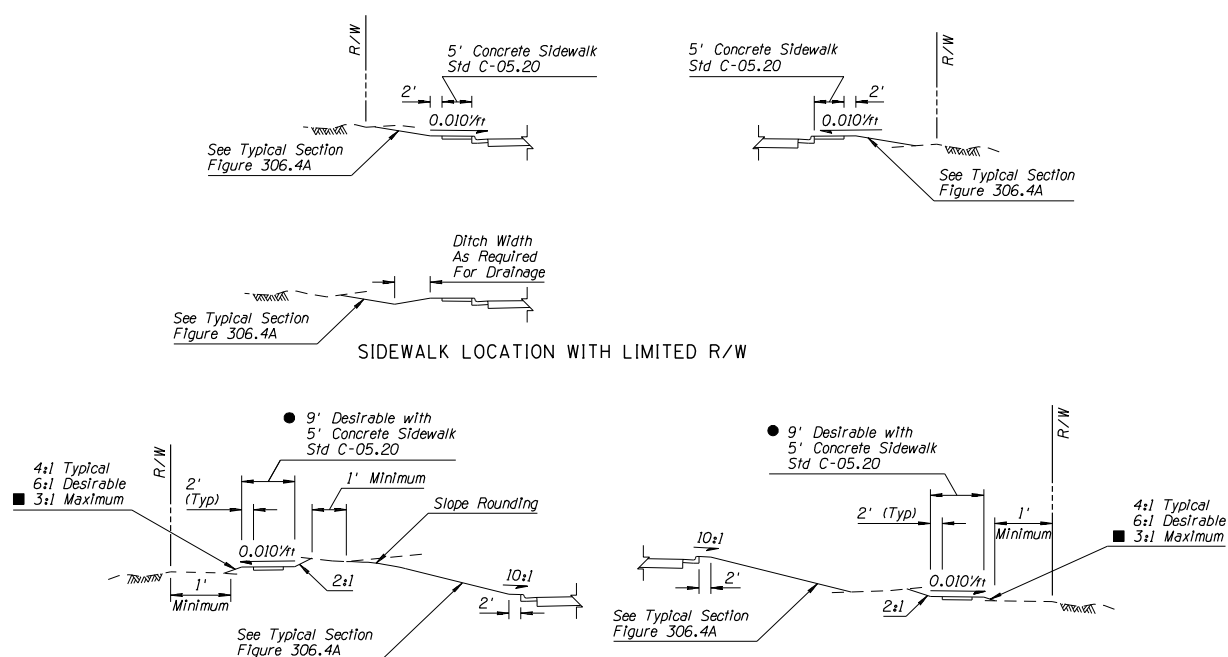 R/W
5' Concrete Sidewalk
Std C-05.20
2'
0.010'/ft
See Typical Section
Figure 306.4A
R/W
5' Concrete Sidewalk
Std C-05.20
2'
0.010'/ft
See Typical Section
Figure 306.4A
Ditch Width
As Required
For Drainage
See Typical Section
Figure 306.4A
SIDEWALK LOCATION WITH LIMITED R/W
R/W
● 9' Desirable with
5' Concrete Sidewalk
Std C-05.20
4:1 Typical
6:1 Desirable
■ 3:1 Maximum
2'
(Typ)
1' Minimum
Slope Rounding
0.010'/ft
2:1
1'
Minimum
10:1
2'
See Typical Section
Figure 306.4A
R/W
● 9' Desirable with
5' Concrete Sidewalk
Std C-05.20
2' (Typ)
1'
Minimum
4:1 Typical
6:1 Desirable
■ 3:1 Maximum
10:1
2'
0.010'/ft
2:1
See Typical Section
Figure 306.4A